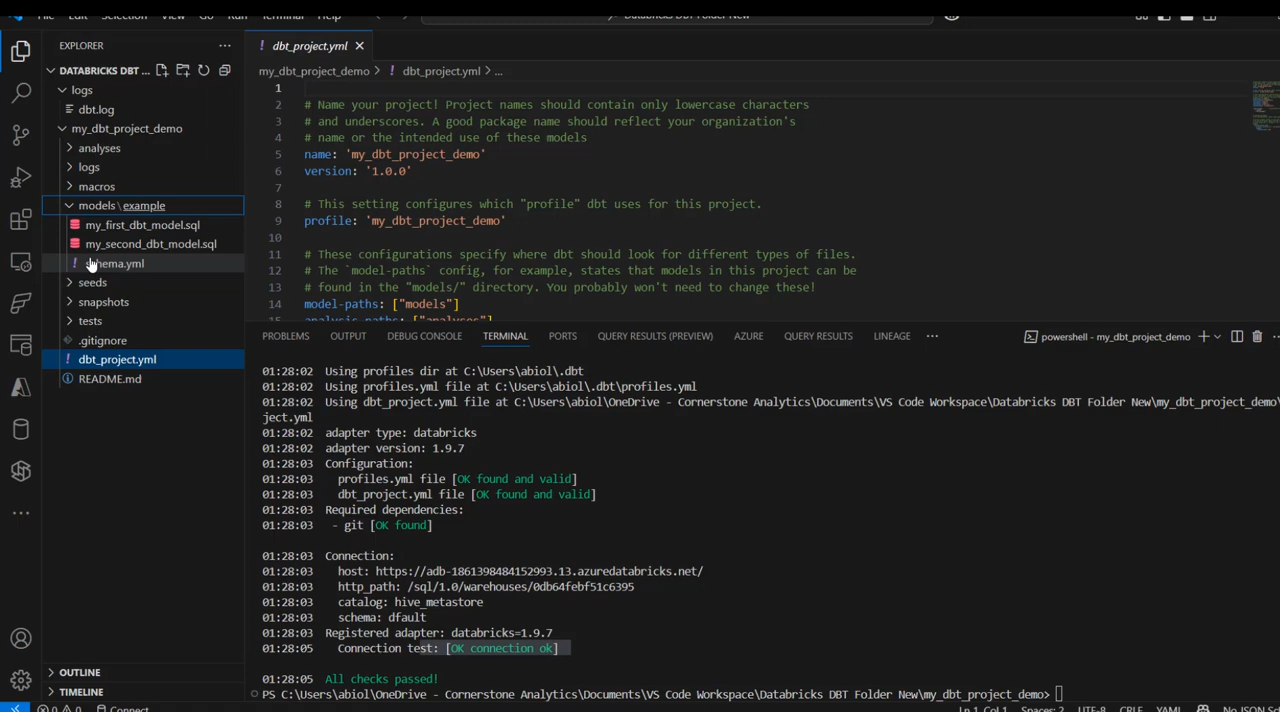 File Edit Selection View Go Run Terminal Help
Databricks DBT Folder New
EXPLORER
DATABRICKS DBT ...
logs
dbt.log
my_dbt_project_demo
analyses
logs
macros
models\example
my_first_dbt_model.sql
my_second_dbt_model.sql
schema.yml
seeds
snapshots
tests
.gitignore
dbt_project.yml
README.md
OUTLINE
TIMELINE
dbt_project.yml
my_dbt_project_demo > dbt_project.yml > ...
1
2 # Name your project! Project names should contain only lowercase characters
3 # and underscores. A good package name should reflect your organization's
4 # name or the intended use of these models
5 name: 'my_dbt_project_demo'
6 version: '1.0.0'
7
8 # This setting configures which "profile" dbt uses for this project.
9 profile: 'my_dbt_project_demo'
10
11 # These configurations specify where dbt should look for different types of files.
12 # The `model-paths` config, for example, states that models in this project can be
13 # found in the "models/" directory. You probably won't need to change these!
14 model-paths: ["models"]
15 analysis-paths: ["analyses"]
PROBLEMS OUTPUT DEBUG CONSOLE TERMINAL PORTS QUERY RESULTS (PREVIEW) AZURE QUERY RESULTS LINEAGE ...
powershell - my_dbt_project_demo
01:28:02 Using profiles dir at C:\Users\abiol\.dbt
01:28:02 Using profiles.yml file at C:\Users\abiol\.dbt\profiles.yml
01:28:02 Using dbt_project.yml file at C:\Users\abiol\OneDrive - Cornerstone Analytics\Documents\VS Code Workspace\Databricks DBT Folder New\my_dbt_project_demo\
ject.yml
01:28:02 adapter type: databricks
01:28:02 adapter version: 1.9.7
01:28:03 Configuration:
01:28:03 profiles.yml file [OK found and valid]
01:28:03 dbt_project.yml file [OK found and valid]
01:28:03 Required dependencies:
01:28:03 - git [OK found]
01:28:03 Connection:
01:28:03 host: https://adb-1861398484152993.13.azuredatabricks.net/
01:28:03 http_path: /sql/1.0/warehouses/0db64febf51c6395
01:28:03 catalog: hive_metastore
01:28:03 schema: dfault
01:28:03 Registered adapter: databricks=1.9.7
01:28:05 Connection test: [OK connection ok]
01:28:05 All checks passed!
PS C:\Users\abiol\OneDrive - Cornerstone Analytics\Documents\VS Code Workspace\Databricks DBT Folder New\my_dbt_project_demo>
0 0 0 Connect
Ln 1, Col 1 Spaces: 2 UTF-8 CRLF YAML No JSON Sc